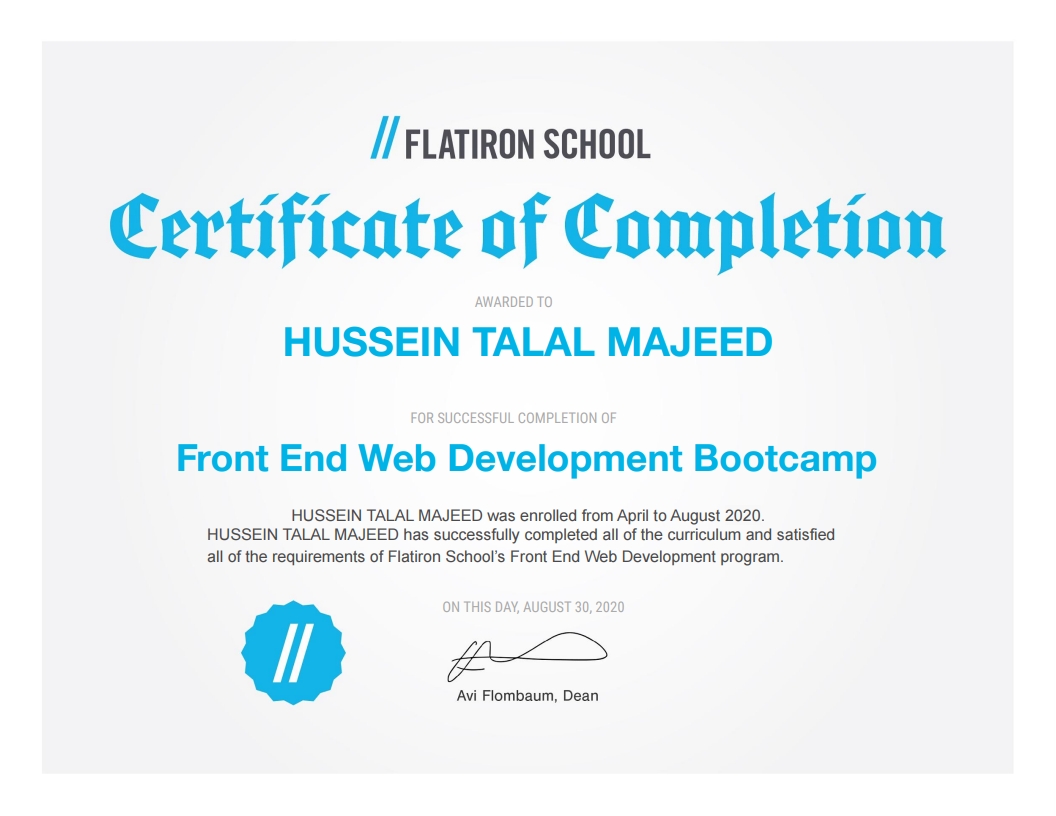 // FLATIRON SCHOOL
Certificate of Completion
AWARDED TO
HUSSEIN TALAL MAJEED
FOR SUCCESSFUL COMPLETION OF
Front End Web Development Bootcamp
HUSSEIN TALAL MAJEED was enrolled from April to August 2020.
HUSSEIN TALAL MAJEED has successfully completed all of the curriculum and satisfied
all of the requirements of Flatiron School’s Front End Web Development program.
ON THIS DAY, AUGUST 30, 2020
//
Avi Flombaum, Dean